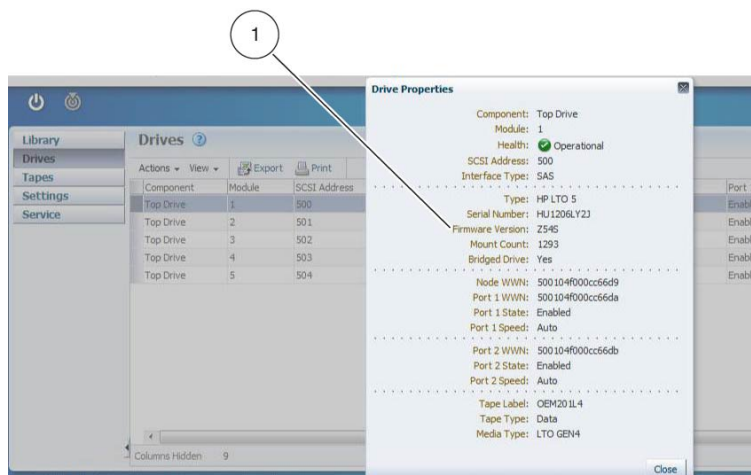 1
Drive Properties
Component: Top Drive
Module: 1
Health: Operational
SCSI Address: 500
Interface Type: SAS
Type: HP LTO 5
Serial Number: HU1206LY2J
Firmware Version: Z54S
Mount Count: 1293
Bridged Drive: Yes
Node WWN: 500104f000cc66d9
Port 1 WWN: 500104f000cc66da
Port 1 State: Enabled
Port 1 Speed: Auto
Port 2 WWN: 500104f000cc66db
Port 2 State: Enabled
Port 2 Speed: Auto
Tape Label: OEM201L4
Tape Type: Data
Media Type: LTO GEN4
Close
Library
Drives
Tapes
Settings
Service
Drives
Actions View Export Print
Component Module SCSI Address Port
Top Drive 1 500 Enabl
Top Drive 2 501 Enabl
Top Drive 3 502 Enabl
Top Drive 4 503 Enabl
Top Drive 5 504 Enabl
Columns Hidden 9